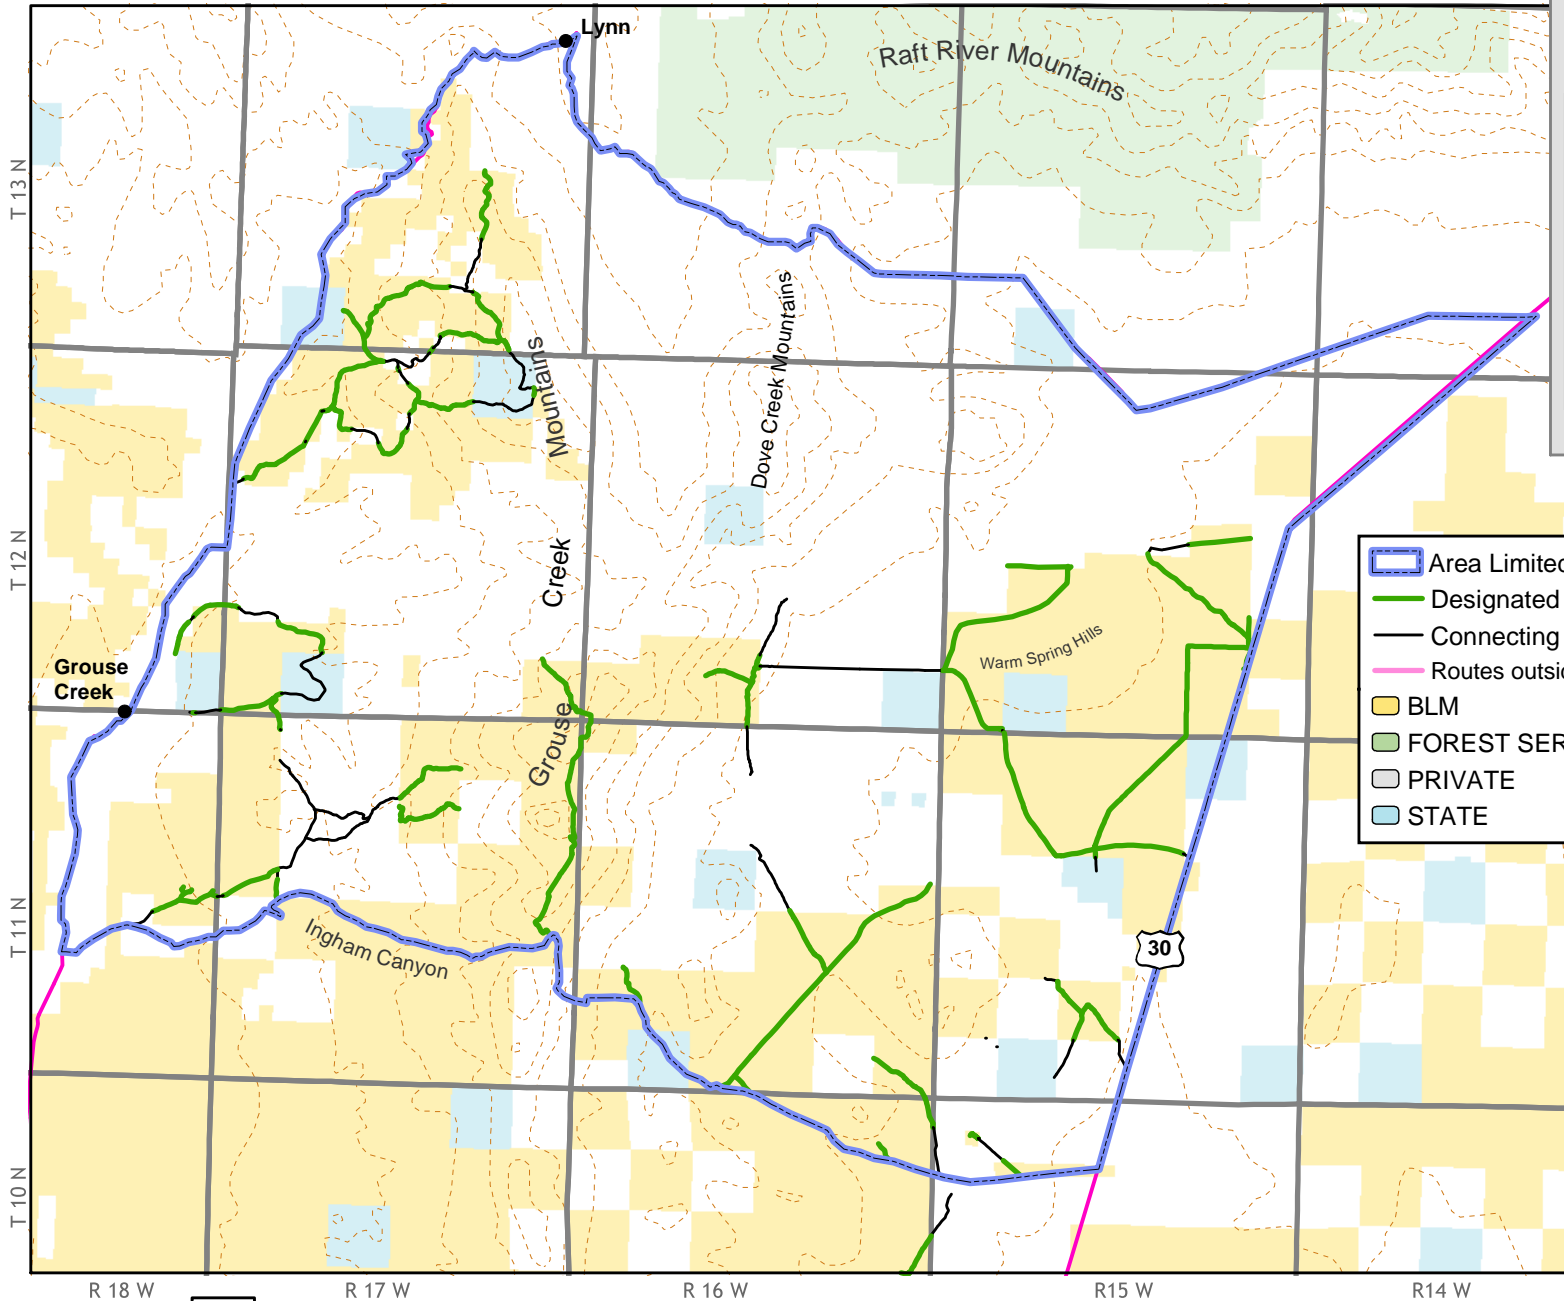 Lynn
Raft River Mountains
T 13 N
Dove Creek Mountains
Mountains
Creek
Grouse
T 12 N
Area Limited
Designated
Connecting
Routes outsi
BLM
FOREST SER
PRIVATE
STATE
Warm Spring Hills
Grouse
Creek
T 11 N
Ingham Canyon
30
T 10 N
R 18 W
R 17 W
R 16 W
R15 W
R14 W